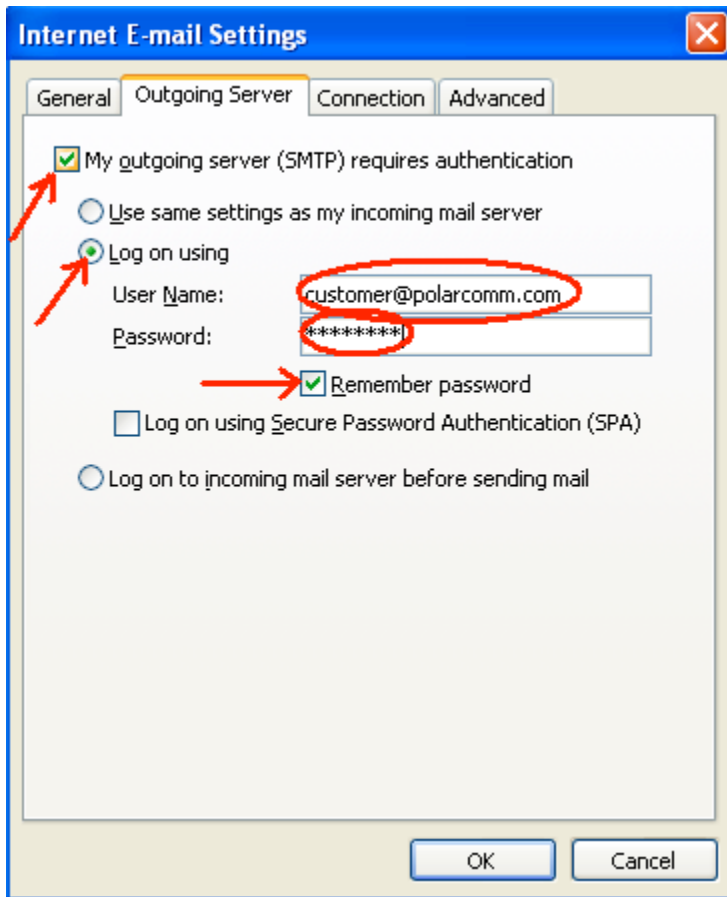 Internet E-mail Settings
General Outgoing Server Connection Advanced
My outgoing server (SMTP) requires authentication
Use same settings as my incoming mail server
Log on using
User Name: customer@polarcomm.com
Password: ********
Remember password
Log on using Secure Password Authentication (SPA)
Log on to incoming mail server before sending mail
OK Cancel